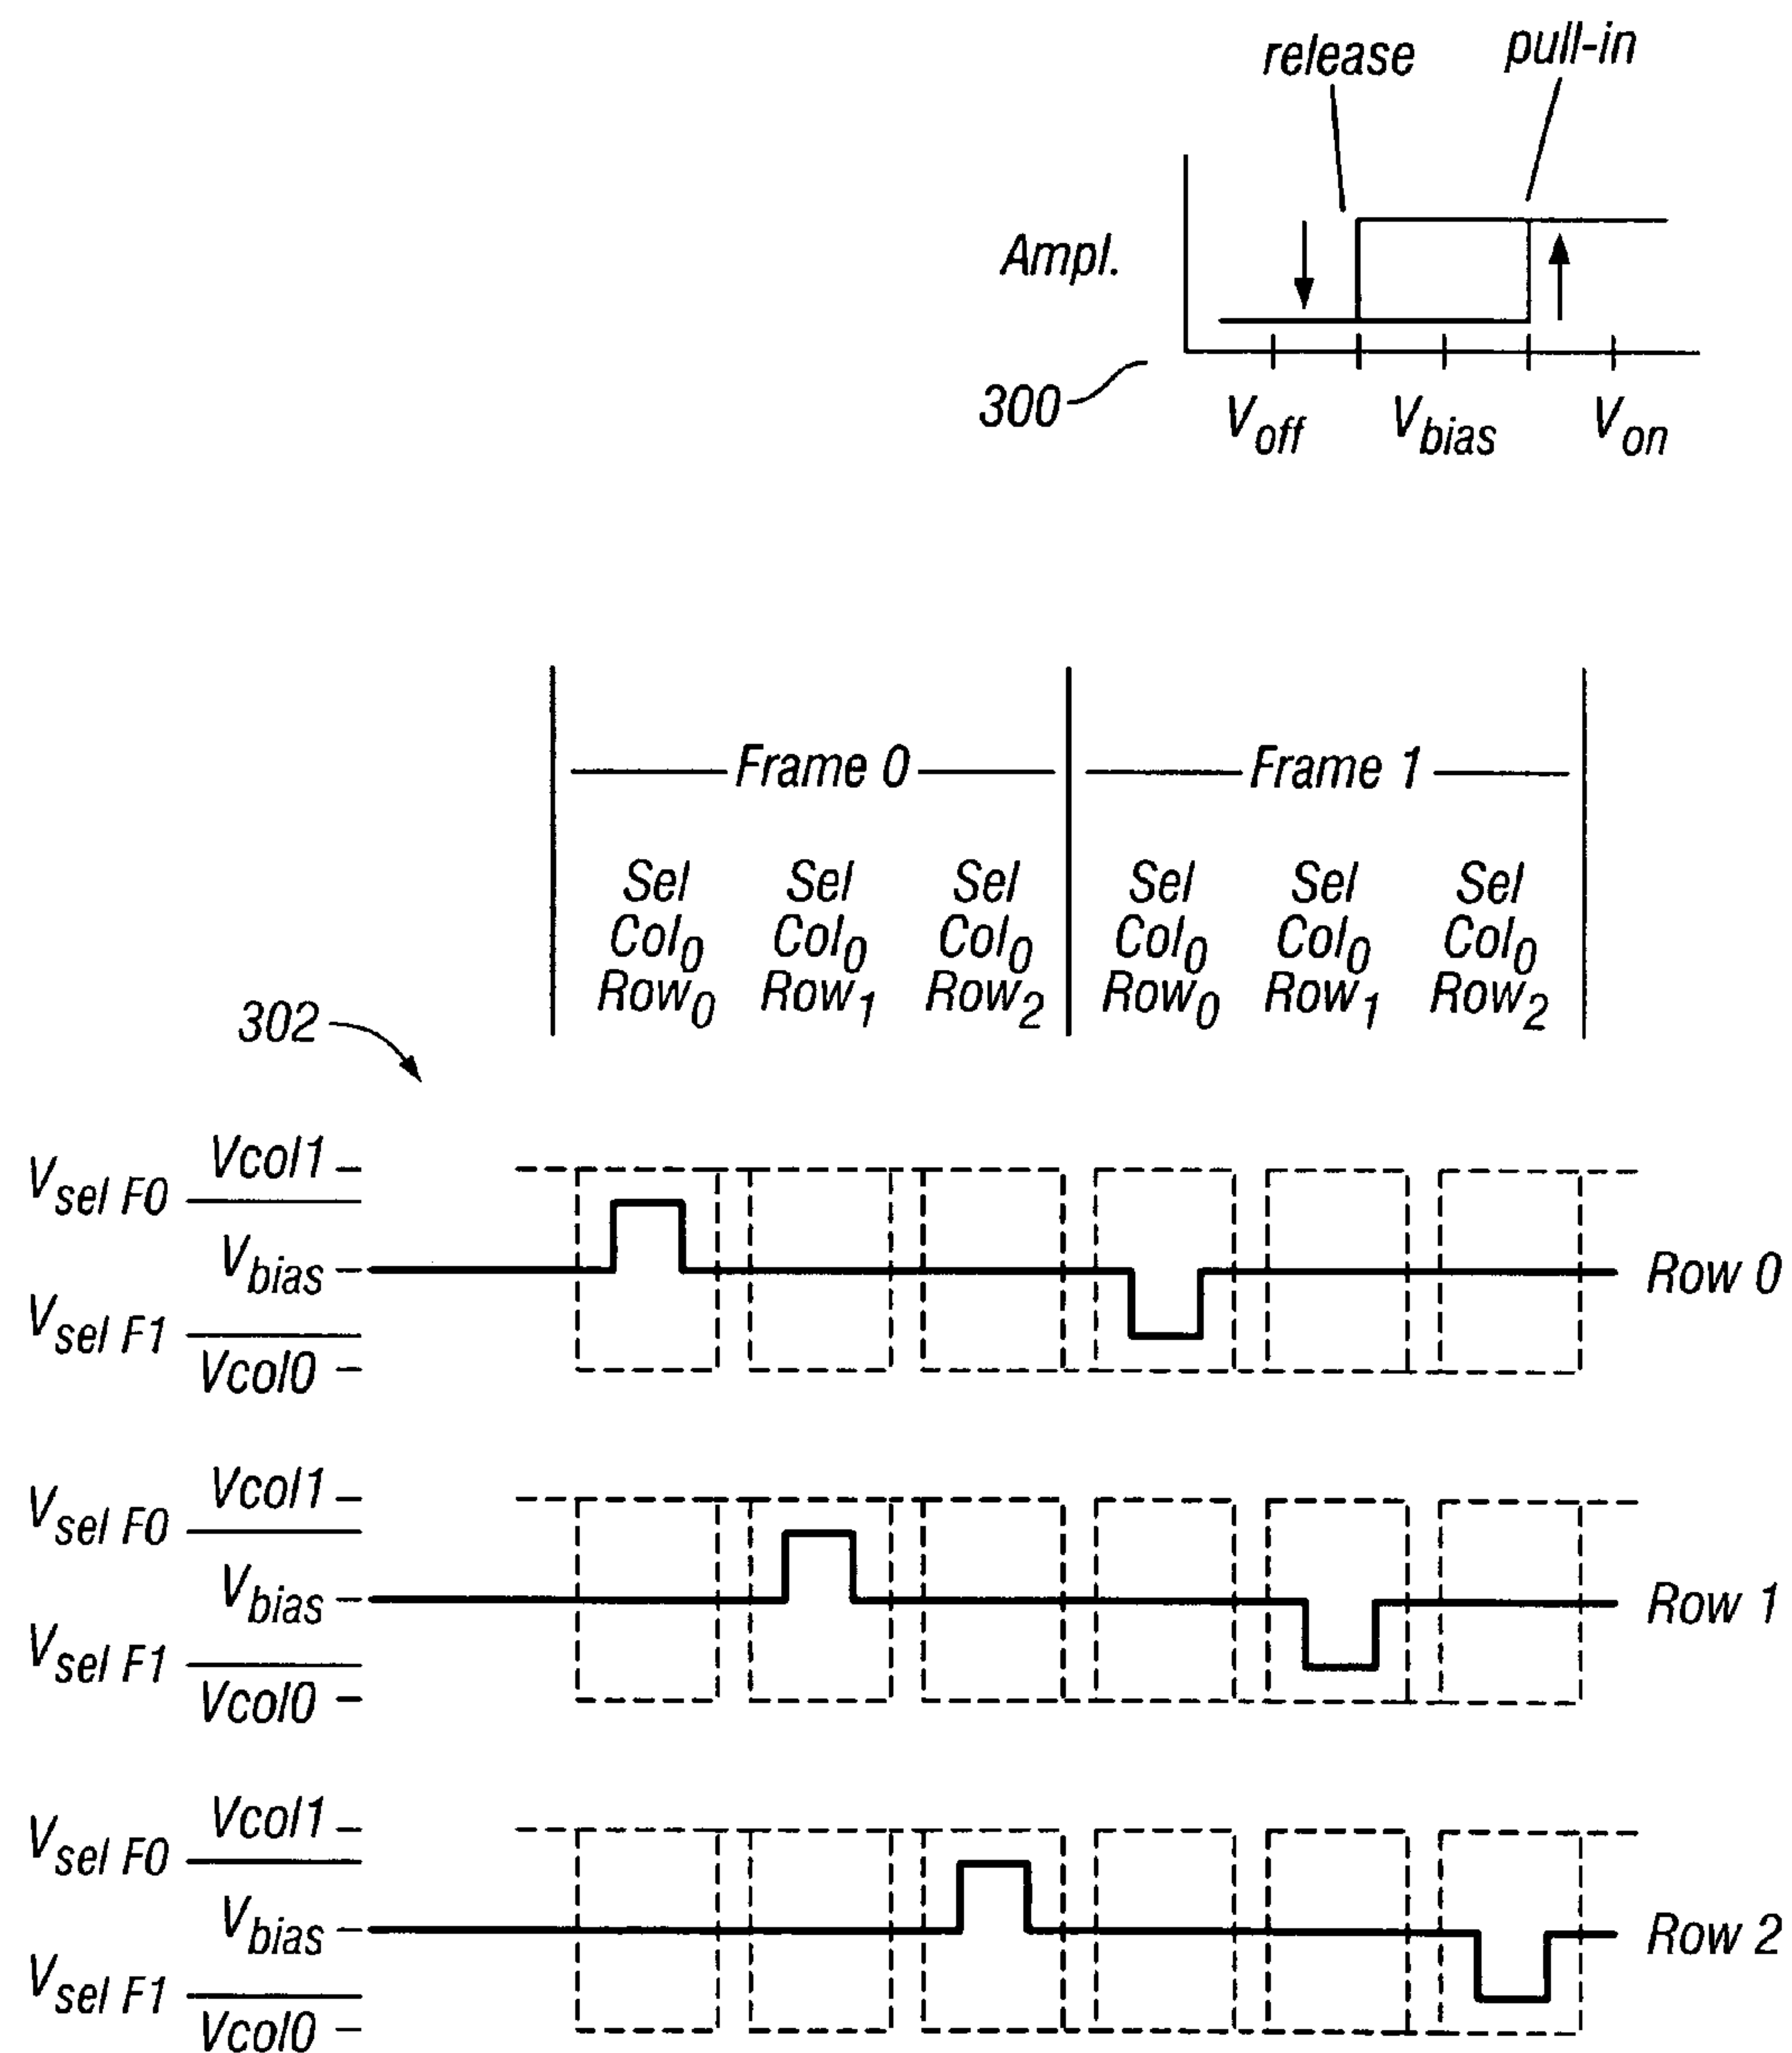 release
pull-in
Ampl.
300
Voff Vbias Von
Frame 0 Frame 1
Sel Sel Sel Sel Sel Sel
Col0 Col0 Col0 Col0 Col0 Col0
Row0 Row1 Row2 Row0 Row1 Row2
302
Vcol1
Vsel F0
Vbias
Row 0
Vsel F1
Vcol0
Vcol1
Vsel F0
Vbias
Row 1
Vsel F1
Vcol0
Vcol1
Vsel F0
Vbias
Row 2
Vsel F1
Vcol0